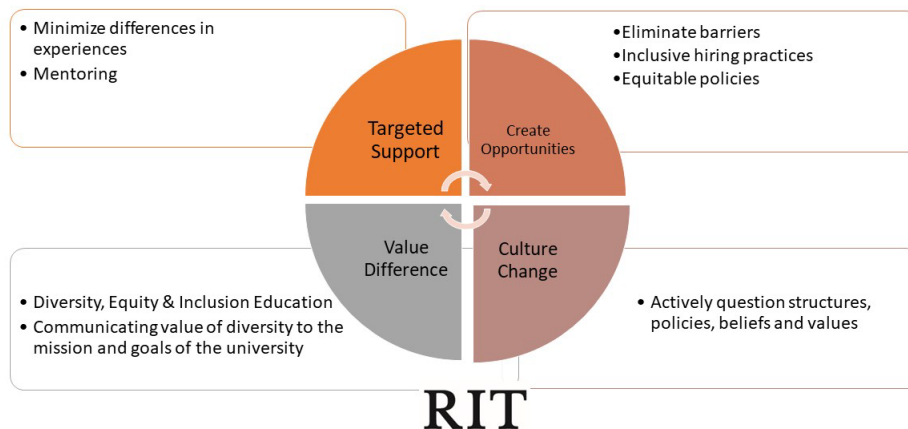 • Minimize differences in
experiences
• Mentoring
•Eliminate barriers
•Inclusive hiring practices
•Equitable policies
Targeted
Support
Create
Opportunities
Value
Difference
Culture
Change
• Diversity, Equity & Inclusion Education
• Communicating value of diversity to the
mission and goals of the university
• Actively question structures,
policies, beliefs and values
RIT